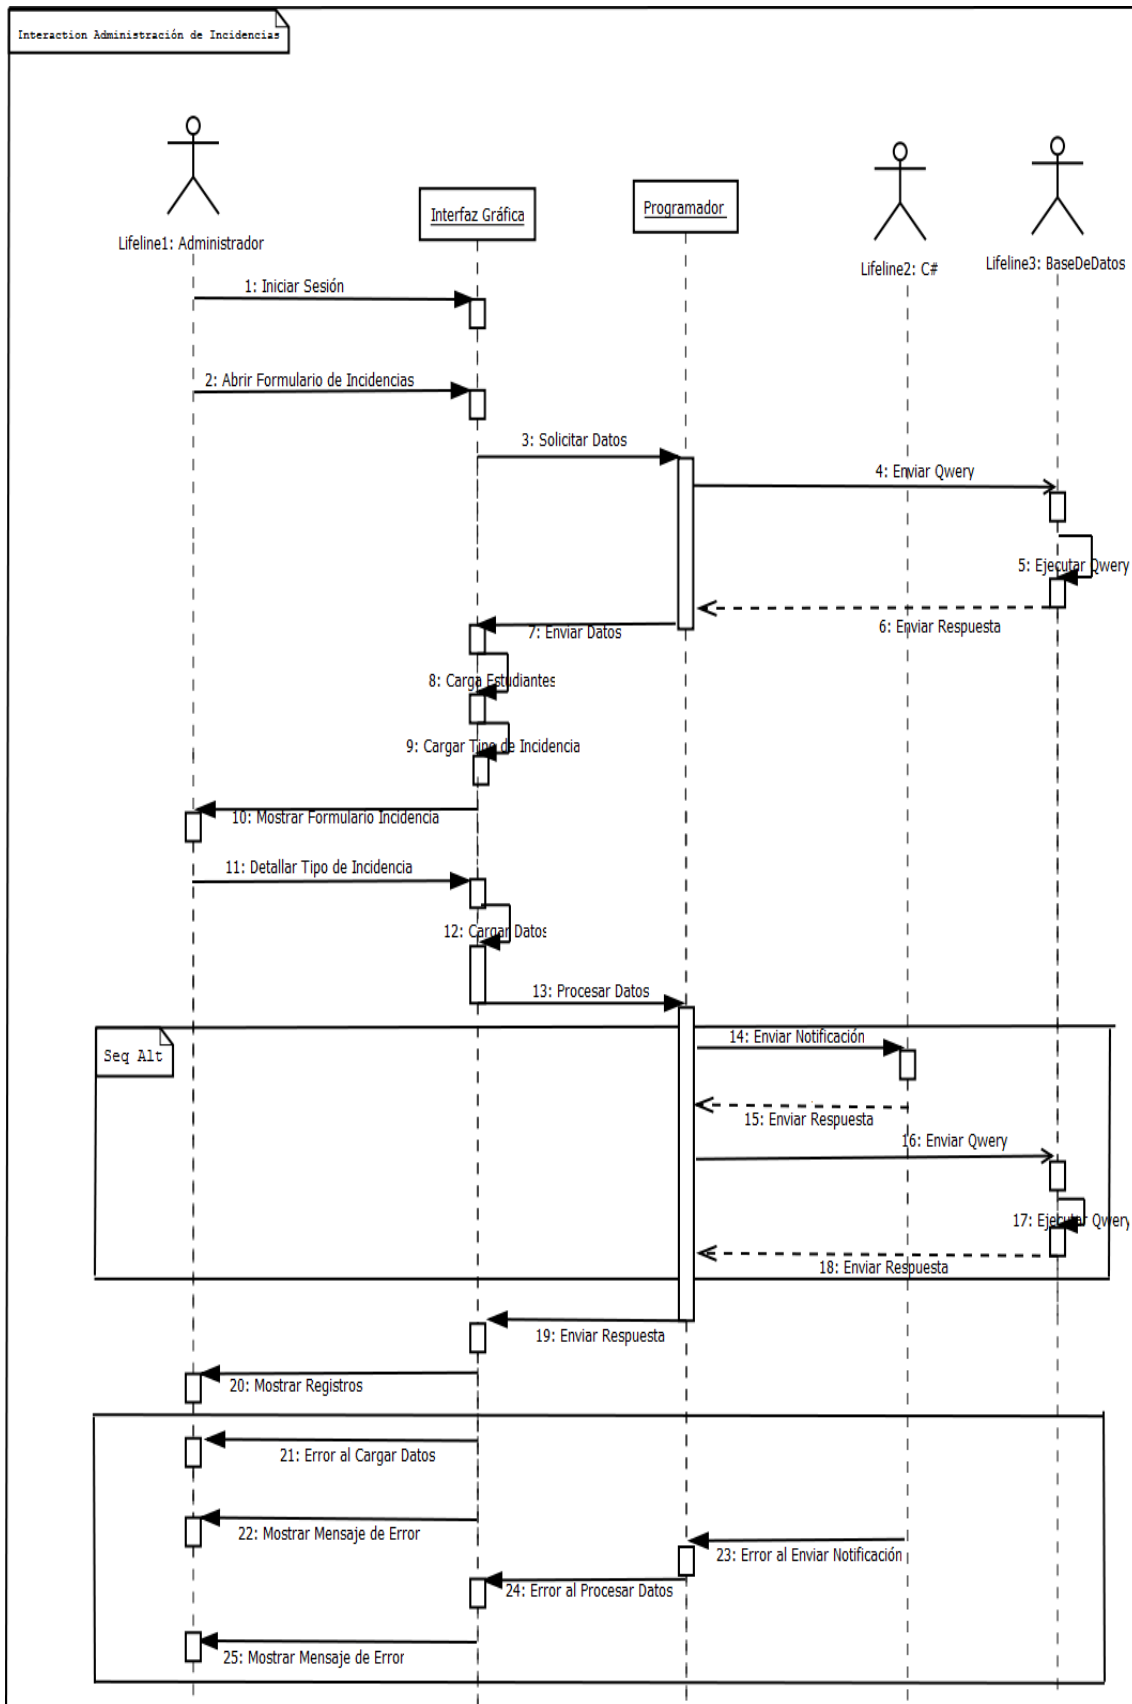 Interaction Administración de Incidencias
Lifeline1: Administrador
Interfaz Gráfica
Programador
Lifeline2: C#
Lifeline3: BaseDeDatos
1: Iniciar Sesión
2: Abrir Formulario de Incidencias
3: Solicitar Datos
4: Enviar Qwery
5: Ejecutar Qwery
6: Enviar Respuesta
7: Enviar Datos
8: Carga Estudiantes
9: Cargar Tipo de Incidencia
10: Mostrar Formulario Incidencia
11: Detallar Tipo de Incidencia
12: Cargar Datos
13: Procesar Datos
Seq Alt
14: Enviar Notificación
15: Enviar Respuesta
16: Enviar Qwery
17: Ejecutar Qwery
18: Enviar Respuesta
19: Enviar Respuesta
20: Mostrar Registros
21: Error al Cargar Datos
22: Mostrar Mensaje de Error
23: Error al Enviar Notificación
24: Error al Procesar Datos
25: Mostrar Mensaje de Error